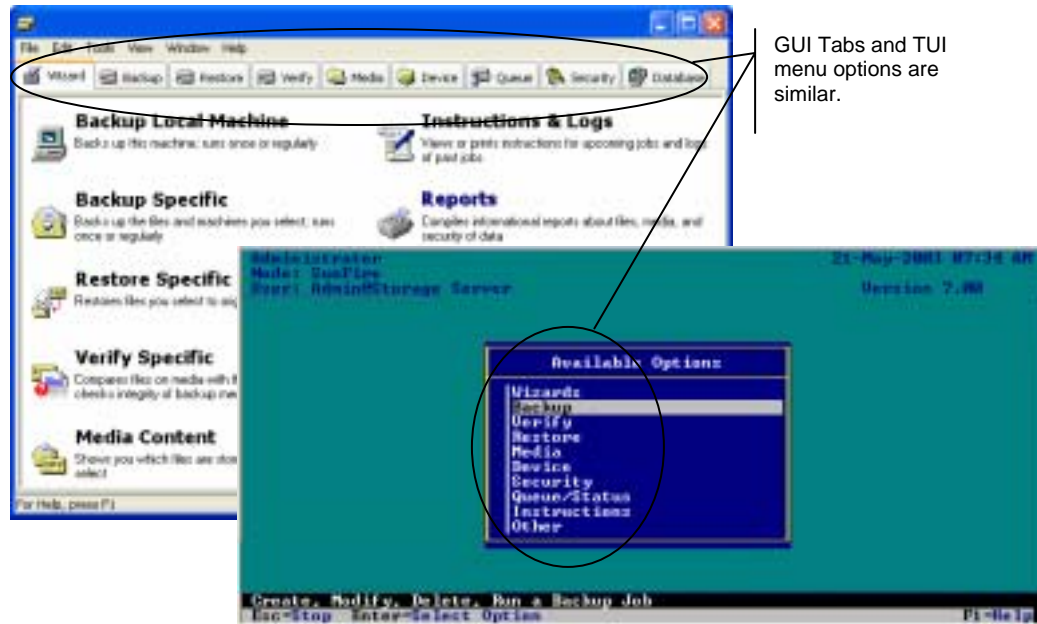 GUI Tabs and TUI
menu options are
similar.
File Edit Tools View Window Help
Wizard Backup Restore Verify Media Device Queue Security Database
Backup Local Machine
Backs up this machine; runs once or regularly
Instructions & Logs
Views or prints instructions for upcoming jobs and logs
of past jobs
Backup Specific
Backs up the files and machines you select; runs
once or regularly
Reports
Compiles informational reports about files, media, and
security of data
Restore Specific
Restores files you select to
Verify Specific
Compares files on media with
checks integrity of backup
Media Content
Shows you which files are
select
For Help, press F1
Administrator
Node: SunFire
User: Admin@Storage Server
21-May-2003 07:34 AM
Version 7.00
Available Options
Wizards
Backup
Verify
Restore
Media
Device
Security
Queue/Status
Instructions
Other
Create, Modify, Delete, Run a Backup Job
Esc=Stop Enter=Select Option F1=Help